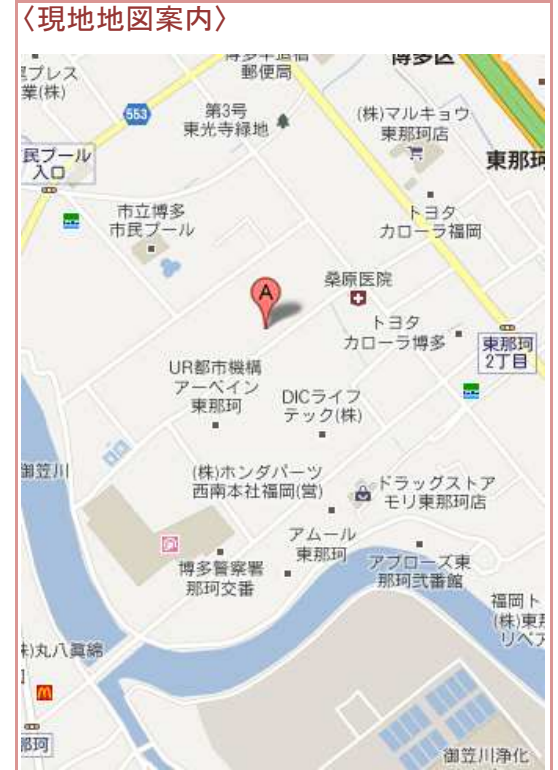 〈現地地図案内〉
郵便局
博多区
プレス
業(株)
553
第3号
東光寺緑地
(株)マルキョウ
東那珂店
民プール
入口
東那珂
市立博多
市民プール
トヨタ
カローラ福岡
桑原医院
A
トヨタ
カローラ博多
東那珂
2丁目
UR都市機構
アーベイン
東那珂
DICライフ
テック(株)
御笠川
(株)ホンダパーツ
西南本社福岡(営)
ドラッグストア
モリ東那珂店
アムール
東那珂
博多警察署
那珂交番
アプローズ東
那珂弐番館
福岡ト
(株)東
リペア
株)丸八眞綿
m
那珂
御笠川浄化